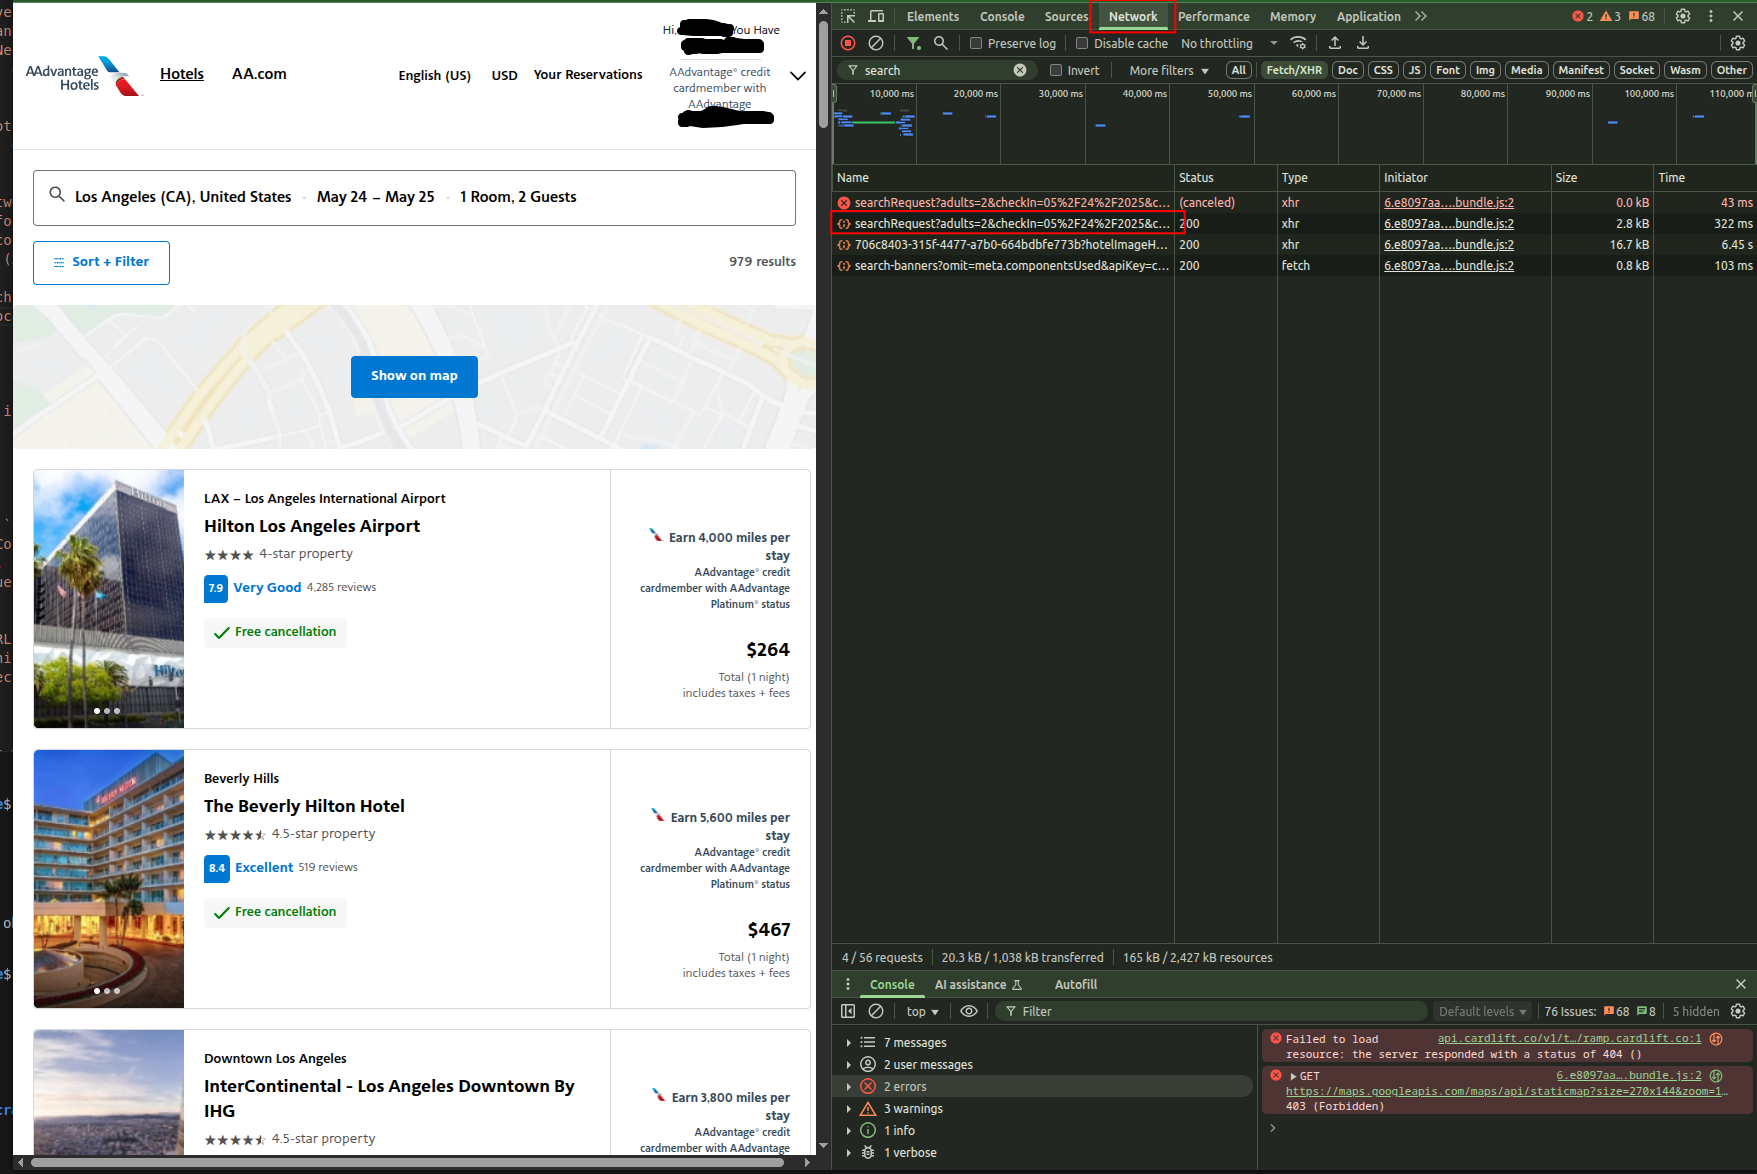 AAdvantage
Hotels
Hotels
AA.com
English (US)
USD
Your Reservations
Hi,
You Have
AAdvantage® credit
cardmember with
AAdvantage
Los Angeles (CA), United States · May 24 – May 25 · 1 Room, 2 Guests
Sort + Filter
979 results
Show on map
LAX – Los Angeles International Airport
Hilton Los Angeles Airport
4-star property
7.9 Very Good 4,285 reviews
Free cancellation
Earn 4,000 miles per
stay
AAdvantage® credit
cardmember with AAdvantage
Platinum® status
$264
Total (1 night)
includes taxes + fees
Beverly Hills
The Beverly Hilton Hotel
4.5-star property
8.4 Excellent 519 reviews
Free cancellation
Earn 5,600 miles per
stay
AAdvantage® credit
cardmember with AAdvantage
Platinum® status
$467
Total (1 night)
includes taxes + fees
Downtown Los Angeles
InterContinental - Los Angeles Downtown By
IHG
4.5-star property
Earn 3,800 miles per
stay
AAdvantage® credit
cardmember with AAdvantage
Elements Console Sources Network Performance Memory Application 2 3 68
Preserve log Disable cache No throttling
search Invert More filters All Fetch/XHR Doc CSS JS Font Img Media Manifest Socket Wasm Other
10,000 ms 20,000 ms 30,000 ms 40,000 ms 50,000 ms 60,000 ms 70,000 ms 80,000 ms 90,000 ms 100,000 ms 110,000
Name Status Type Initiator Size Time
searchRequest?adults=2&checkIn=05%2F24%2F2025&c... (canceled) xhr 6.e8097aa....bundle.js:2 0.0 kB 43 ms
searchRequest?adults=2&checkIn=05%2F24%2F2025&c... 200 xhr 6.e8097aa....bundle.js:2 2.8 kB 322 ms
706c8403-315f-4477-a7b0-664bdbfe773b?hotelImageH... 200 xhr 6.e8097aa....bundle.js:2 16.7 kB 6.45 s
search-banners?omit=meta.componentsUsed&apiKey=c... 200 fetch 6.e8097aa....bundle.js:2 0.8 kB 103 ms
4 / 56 requests 20.3 kB / 1,038 kB transferred 165 kB / 2,427 kB resources
Console AI assistance Autofill
top Filter Default levels 76 Issues: 68 8 5 hidden
7 messages
2 user messages
2 errors
3 warnings
1 info
1 verbose
Failed to load api.cardlift.co/v1/t…/ramp.cardlift.co:1
resource: the server responded with a status of 404 ()
GET 6.e8097aa….bundle.js:2
https://maps.googleapis.com/maps/api/staticmap?size=270x144&zoom=1…
403 (Forbidden)